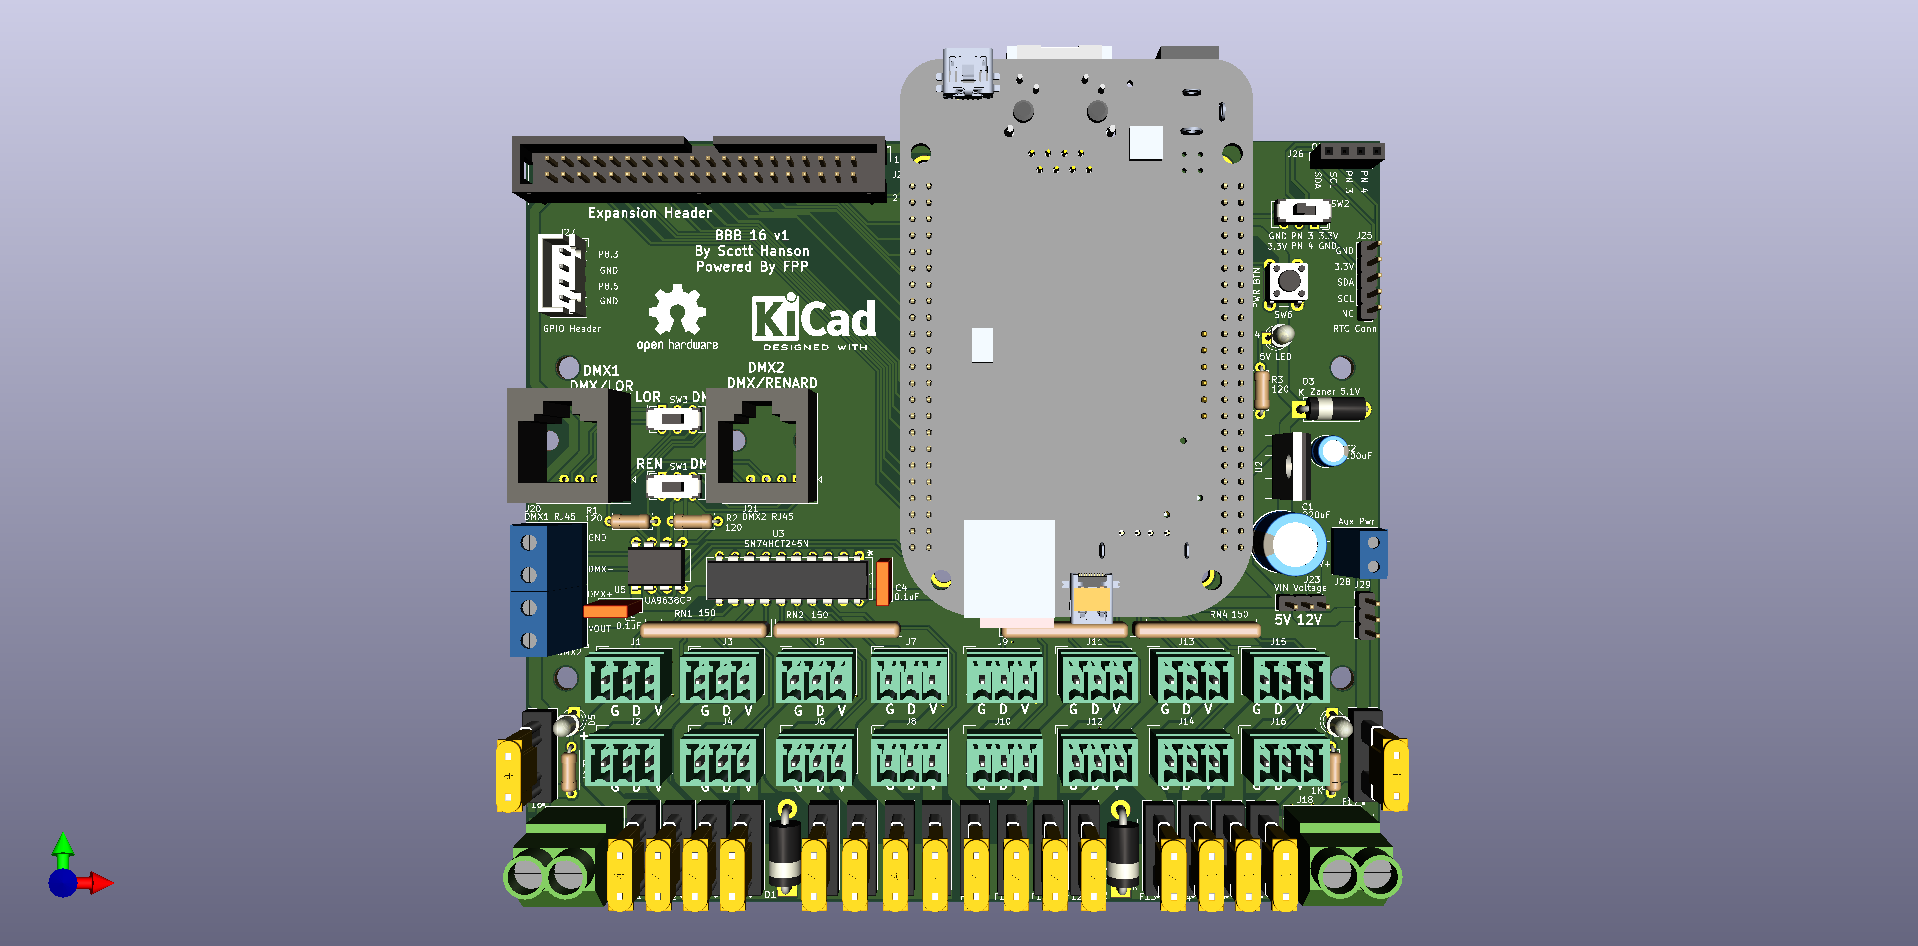 Expansion Header
BBB 16 v1
By Scott Hanson
Powered By FPP
P8.3
GND
P8.5
GND
GPIO Header
open hardware
KiCad
DESIGNED WITH
J26
SDA
PN 3
PN 4
SW2
GND PN 3 3.3V
3.3V PN 4 GND
J25
GND
3.3V
SDA
SCL
NC
RTC Conn
SW6
5V LED
R3
120
D3
K Zener 5.1V
U2
C1
220uF
Aux Pwr
J23
J28
J29
VIN Voltage
5V 12V
DMX1
DMX/LOR
DMX2
DMX/RENARD
LOR SW3
REN SW1
J20
DMX1 RJ45
R1
120
R2
120
J21
DMX2 RJ45
GND
DMX-
DMX+
VOUT
U3
SN74HCT245N
U5
UA9638CP
C4
0.1uF
0.1uF
RN1 150
RN2 150
RN4 150
J1 J3 J5 J7 J9 J11 J13 J15
G D V G D V G D V G D V G D V G D V G D V G D V
J2 J4 J6 J8 J10 J12 J14 J16
G D V G D V G D V G D V G D V G D V G D V G D V
1K
J18
D1